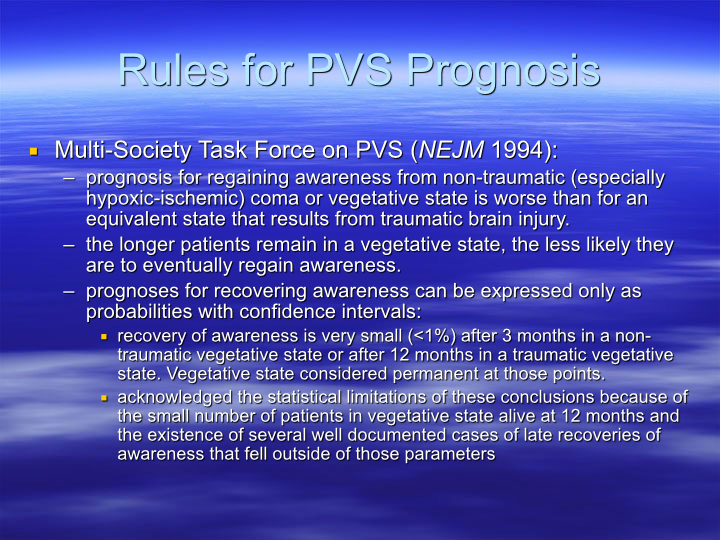 Rules for PVS Prognosis
Multi-Society Task Force on PVS (NEJM 1994):
– prognosis for regaining awareness from non-traumatic (especially
hypoxic-ischemic) coma or vegetative state is worse than for an
equivalent state that results from traumatic brain injury.
– the longer patients remain in a vegetative state, the less likely they
are to eventually regain awareness.
– prognoses for recovering awareness can be expressed only as
probabilities with confidence intervals:
recovery of awareness is very small (<1%) after 3 months in a non-
traumatic vegetative state or after 12 months in a traumatic vegetative
state. Vegetative state considered permanent at those points.
acknowledged the statistical limitations of these conclusions because of
the small number of patients in vegetative state alive at 12 months and
the existence of several well documented cases of late recoveries of
awareness that fell outside of those parameters